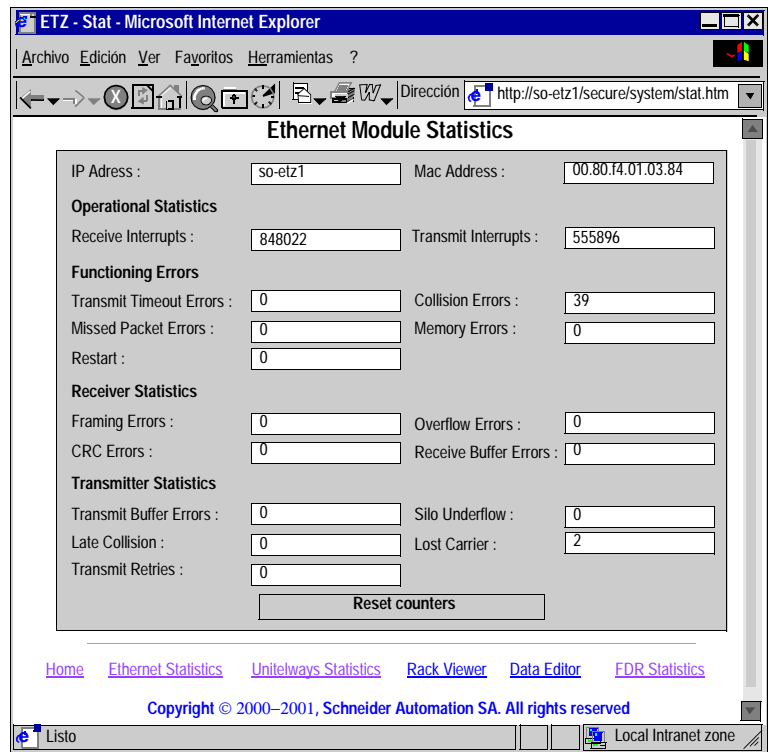 ETZ - Stat - Microsoft Internet Explorer
Archivo Edición Ver Favoritos Herramientas ?
Dirección http://so-etz1/secure/system/stat.htm
Ethernet Module Statistics
IP Adress : so-etz1 Mac Address : 00.80.f4.01.03.84
Operational Statistics
Receive Interrupts : 848022 Transmit Interrupts : 555896
Functioning Errors
Transmit Timeout Errors : 0 Collision Errors : 39
Missed Packet Errors : 0 Memory Errors : 0
Restart : 0
Receiver Statistics
Framing Errors : 0 Overflow Errors : 0
CRC Errors : 0 Receive Buffer Errors : 0
Transmitter Statistics
Transmit Buffer Errors : 0 Silo Underflow : 0
Late Collision : 0 Lost Carrier : 2
Transmit Retries : 0
Reset counters
Home Ethernet Statistics Unitelways Statistics Rack Viewer Data Editor FDR Statistics
Copyright © 2000–2001, Schneider Automation SA. All rights reserved
Listo Local Intranet zone